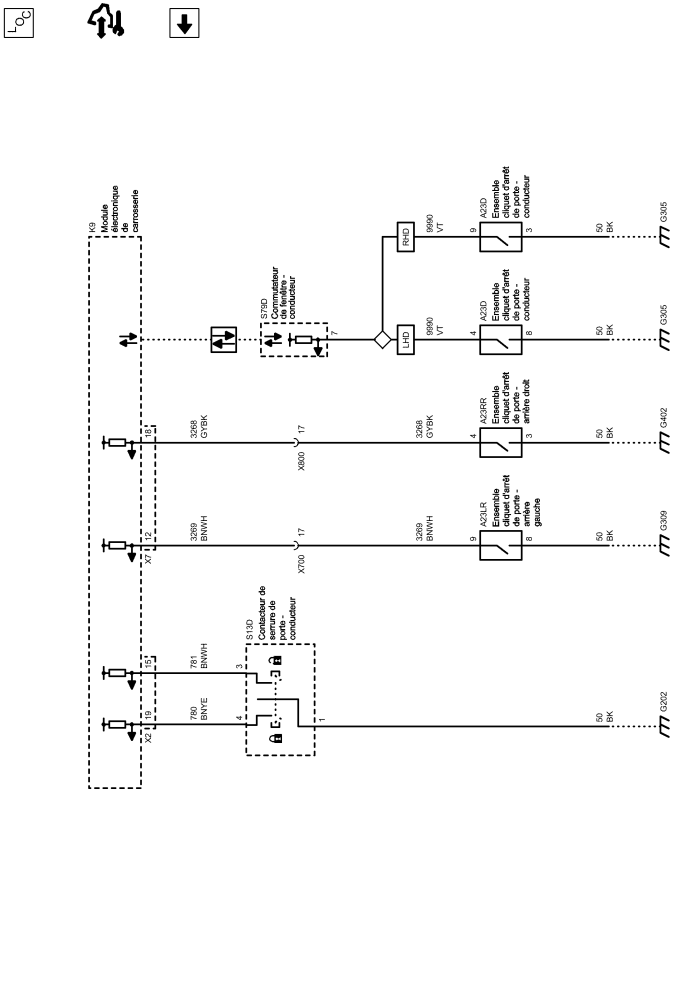 LOC
K9
Module
électronique
de
carrosserie
X2
19
15
X7
12
18
780
BNYE
781
BNWH
3269
BNWH
3268
GYBK
S79D
Commutateur
de fenêtre -
conducteur
7
LHD
RHD
4
3
S13D
Contacteur de
serrure de
porte -
conducteur
1
X700
17
X800
17
3269
BNWH
3268
GYBK
9990
VT
9990
VT
9
A23LR
Ensemble
cliquet d'arrêt
de porte -
arrière
gauche
8
4
A23RR
Ensemble
cliquet d'arrêt
de porte -
arrière droit
3
4
A23D
Ensemble
cliquet d'arrêt
de porte -
conducteur
8
9
A23D
Ensemble
cliquet d'arrêt
de porte -
conducteur
3
50
BK
50
BK
50
BK
50
BK
50
BK
G202
G309
G402
G305
G305